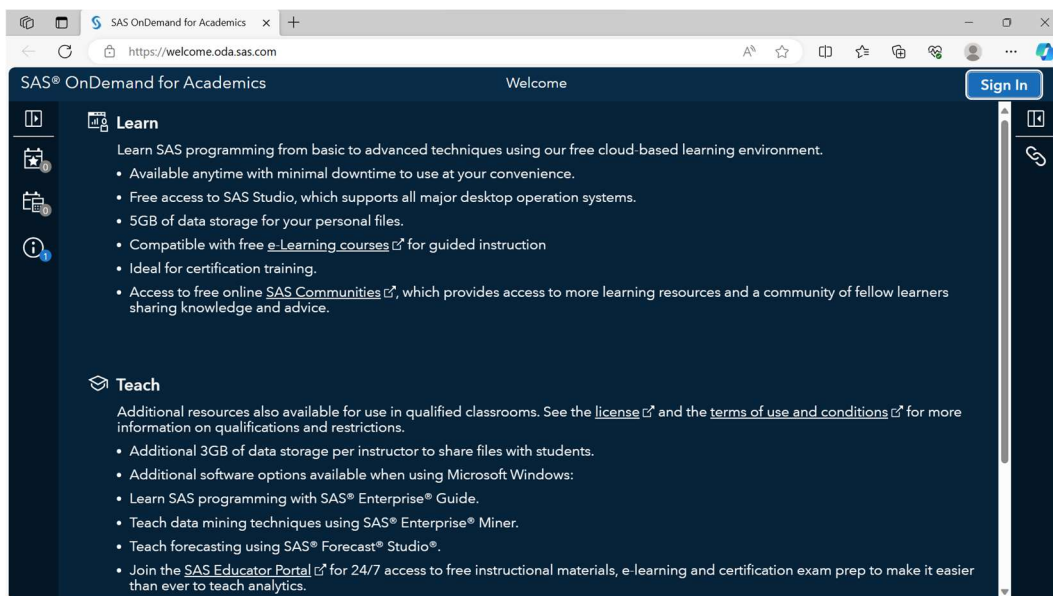 SAS OnDemand for Academics
https://welcome.oda.sas.com
SAS® OnDemand for Academics
Welcome
Sign In
Learn
Learn SAS programming from basic to advanced techniques using our free cloud-based learning environment.
• Available anytime with minimal downtime to use at your convenience.
• Free access to SAS Studio, which supports all major desktop operation systems.
• 5GB of data storage for your personal files.
• Compatible with free e-Learning courses for guided instruction
• Ideal for certification training.
• Access to free online SAS Communities, which provides access to more learning resources and a community of fellow learners
sharing knowledge and advice.
0
0
1
Teach
Additional resources also available for use in qualified classrooms. See the license and the terms of use and conditions for more
information on qualifications and restrictions.
• Additional 3GB of data storage per instructor to share files with students.
• Additional software options available when using Microsoft Windows:
• Learn SAS programming with SAS® Enterprise® Guide.
• Teach data mining techniques using SAS® Enterprise® Miner.
• Teach forecasting using SAS® Forecast® Studio®.
• Join the SAS Educator Portal for 24/7 access to free instructional materials, e-learning and certification exam prep to make it easier
than ever to teach analytics.